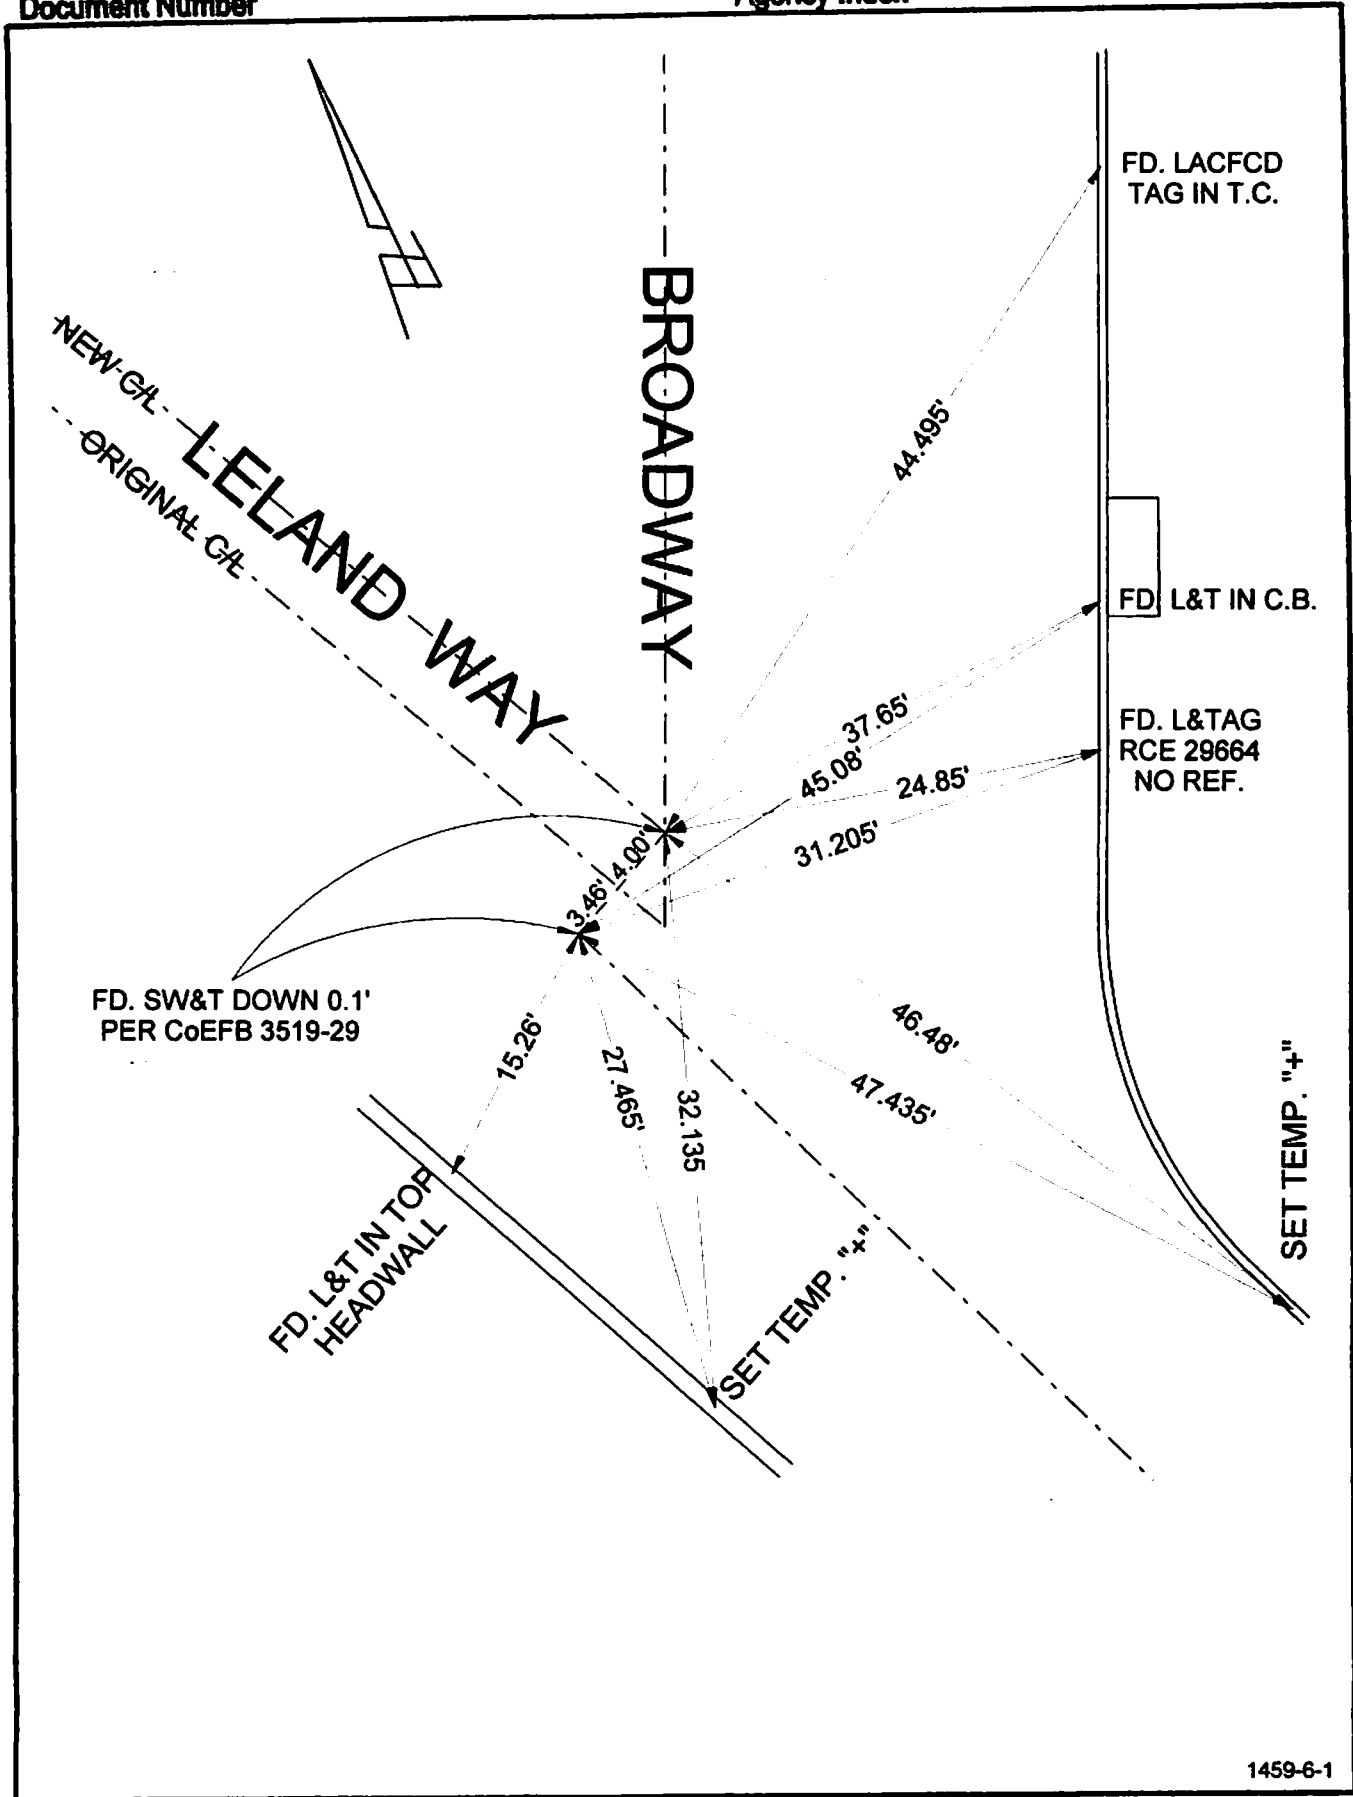 Document Number
Agency Index
FD. LACFCD
TAG IN T.C.
BROADWAY
NEW C/L
LELAND WAY
ORIGINAL C/L
44.495'
FD. L&T IN C.B.
37.65'
45.08'
24.85'
FD. L&TAG
RCE 29664
NO REF.
31.205'
4.00'
3.46'
FD. SW&T DOWN 0.1'
PER CoEFB 3519-29
15.26'
27.465'
32.135
46.48'
47.435'
SET TEMP. "+"
FD. L&T IN TOP
HEADWALL
SET TEMP. "+"
1459-6-1